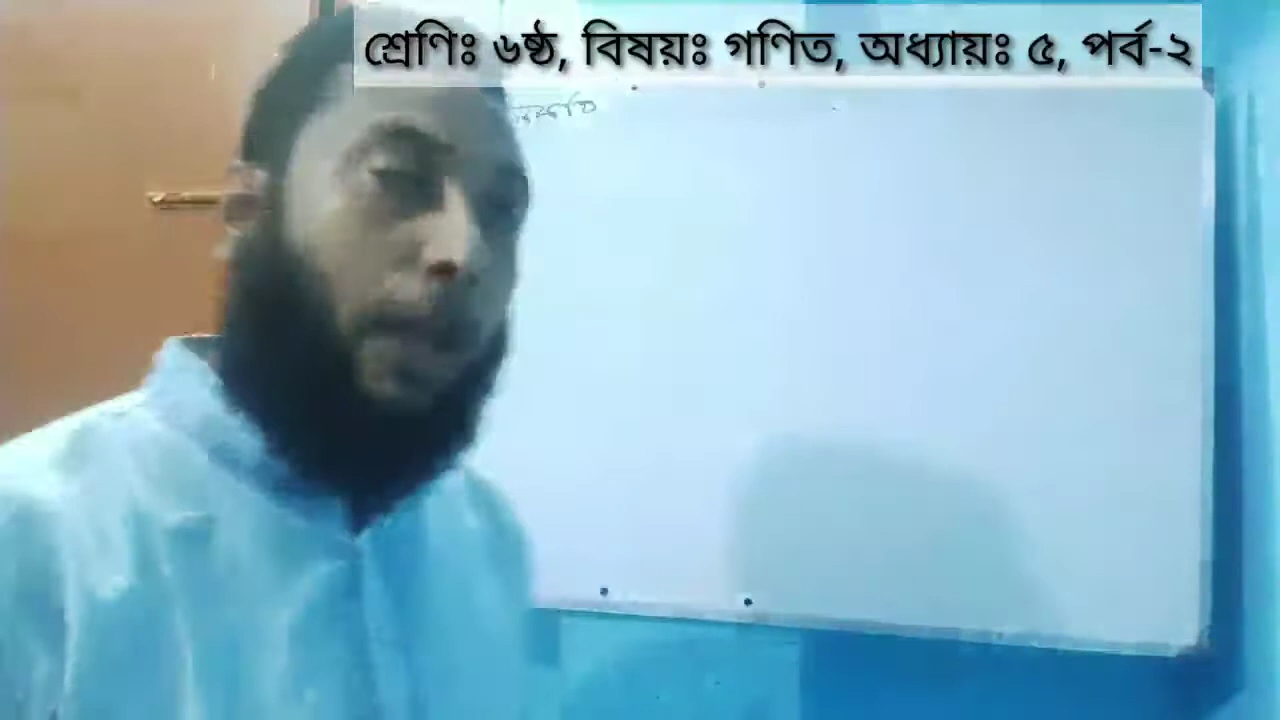 শ্রেণিঃ ৬ষ্ঠ, বিষয়ঃ গণিত, অধ্যায়ঃ ৫, পর্ব-২